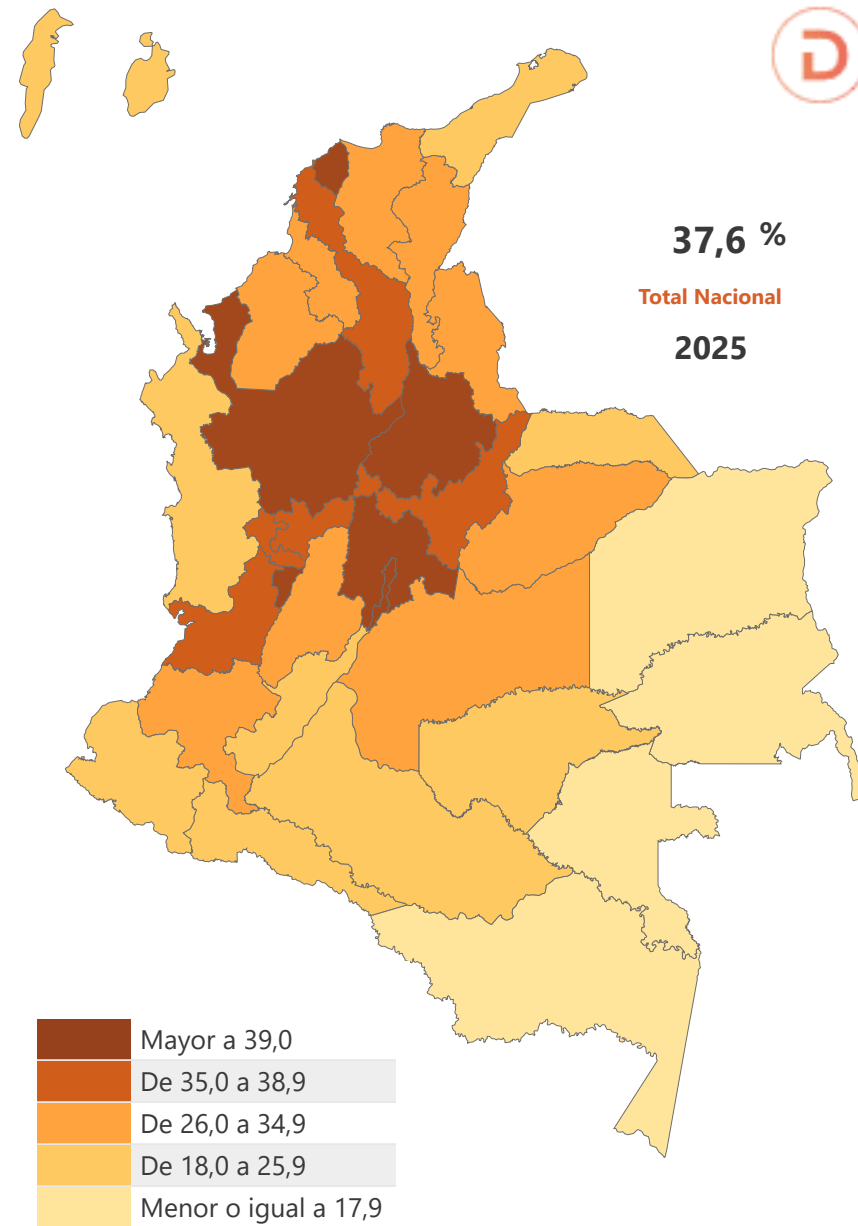 D
37,6 %
Total Nacional
2025
Mayor a 39,0
De 35,0 a 38,9
De 26,0 a 34,9
De 18,0 a 25,9
Menor o igual a 17,9